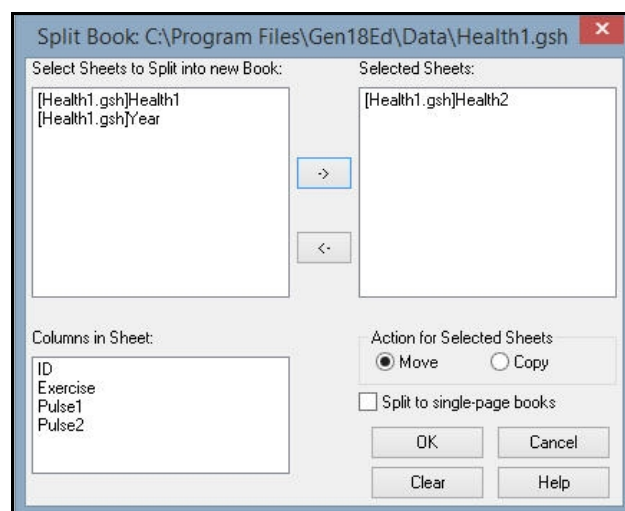 Split Book: C:\Program Files\Gen18Ed\Data\Health1.gsh
Select Sheets to Split into new Book:
Selected Sheets:
[Health1.gsh]Health1
[Health1.gsh]Year
[Health1.gsh]Health2
->
<-
Columns in Sheet:
ID
Exercise
Pulse1
Pulse2
Action for Selected Sheets
Move
Copy
Split to single-page books
OK
Cancel
Clear
Help